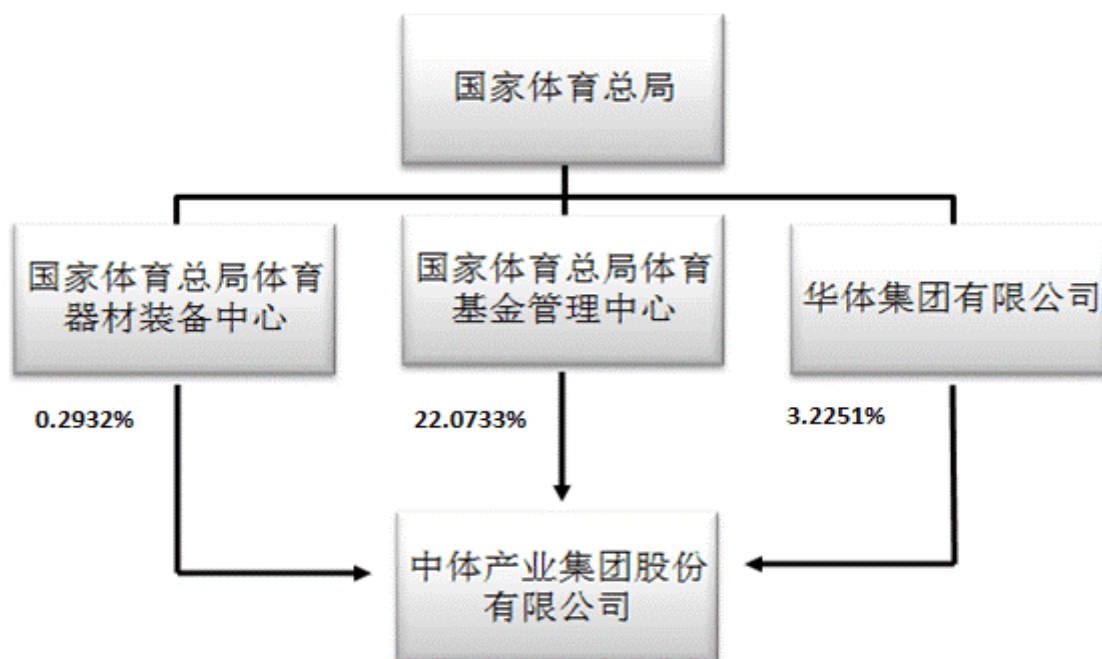 国家体育总局
国家体育总局体育
器材装备中心
国家体育总局体育
基金管理中心
华体集团有限公司
0.2932%
22.0733%
3.2251%
中体产业集团股份
有限公司